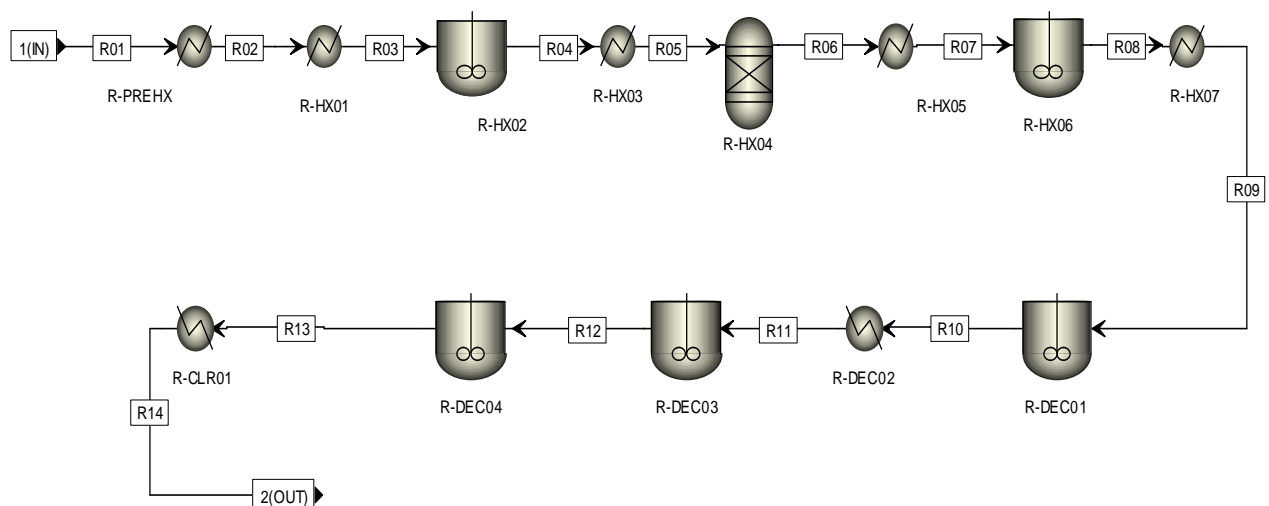 1(IN)
R01
R02
R03
R04
R05
R06
R07
R08
R-PREHX
R-HX01
R-HX02
R-HX03
R-HX04
R-HX05
R-HX06
R-HX07
R09
R13
R12
R11
R10
R-CLR01
R-DEC04
R-DEC03
R-DEC02
R-DEC01
R14
2(OUT)